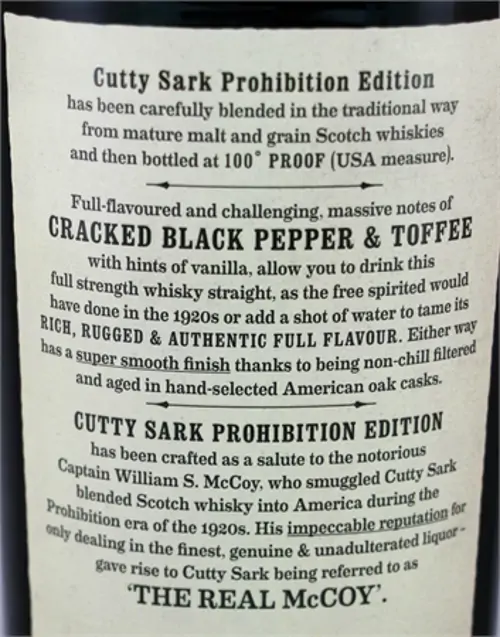 Cutty Sark Prohibition Edition
has been carefully blended in the traditional way
from mature malt and grain Scotch whiskies
and then bottled at 100° PROOF (USA measure).
Full-flavoured and challenging, massive notes of
CRACKED BLACK PEPPER & TOFFEE
with hints of vanilla, allow you to drink this
full strength whisky straight, as the free spirited would
have done in the 1920s or add a shot of water to tame its
RICH, RUGGED & AUTHENTIC FULL FLAVOUR. Either way
has a super smooth finish thanks to being non-chill filtered
and aged in hand-selected American oak casks.
CUTTY SARK PROHIBITION EDITION
has been crafted as a salute to the notorious
Captain William S. McCoy, who smuggled Cutty Sark
blended Scotch whisky into America during the
Prohibition era of the 1920s. His impeccable reputation for
only dealing in the finest, genuine & unadulterated liquor -
gave rise to Cutty Sark being referred to as
'THE REAL McCOY'.